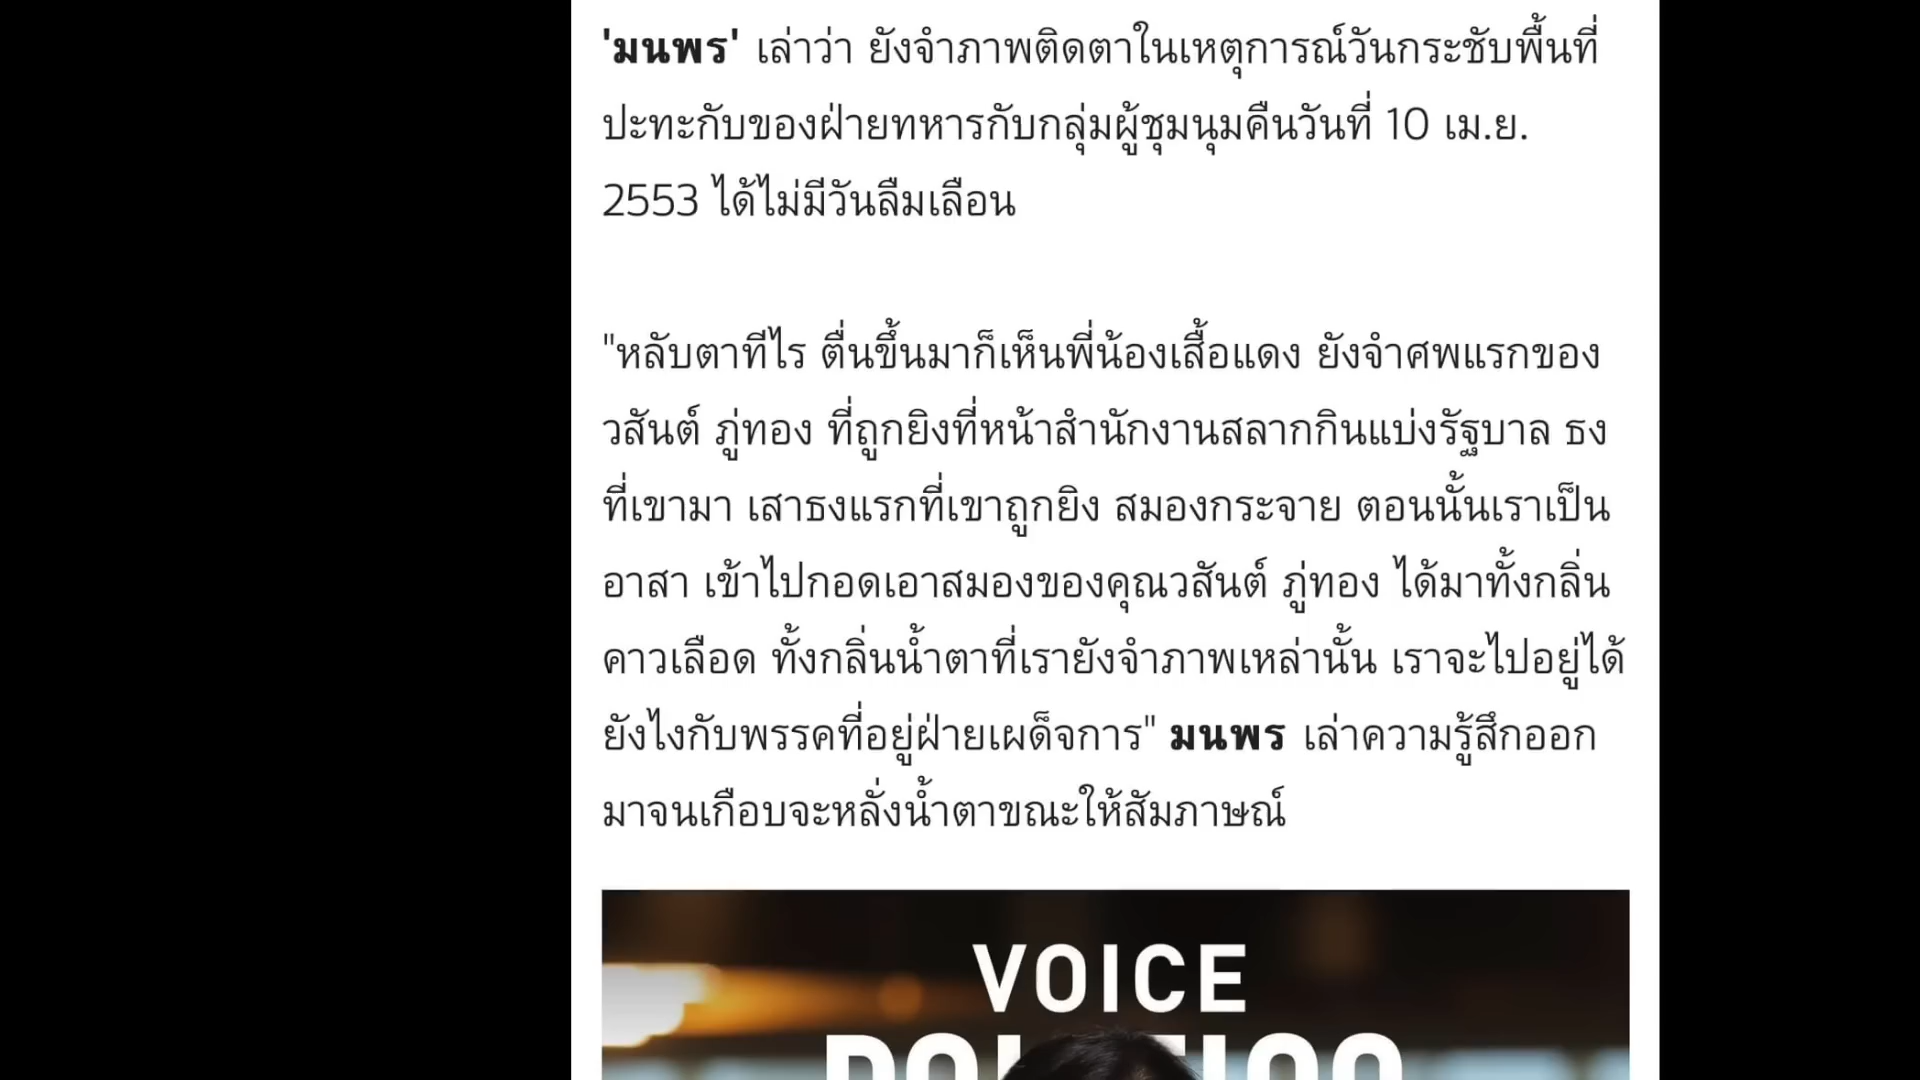 'มนพร' เล่าว่า ยังจำภาพติดตาในเหตุการณ์วันกระชับพื้นที่
ปะทะกับของฝ่ายทหารกับกลุ่มผู้ชุมนุมคืนวันที่ 10 เม.ย.
2553 ได้ไม่มีวันลืมเลือน
"หลับตาทีไร ตื่นขึ้นมาก็เห็นพี่น้องเสื้อแดง ยังจำศพแรกของ
วสันต์ ภู่ทอง ที่ถูกยิงที่หน้าสำนักงานสลากกินแบ่งรัฐบาล ธง
ที่เขามา เสาธงแรกที่เขาถูกยิง สมองกระจาย ตอนนั้นเราเป็น
อาสา เข้าไปกอดเอาสมองของคุณวสันต์ ภู่ทอง ได้มาทั้งกลิ่น
คาวเลือด ทั้งกลิ่นน้ำตาที่เรายังจำภาพเหล่านั้น เราจะไปอยู่ได้
ยังไงกับพรรคที่อยู่ฝ่ายเผด็จการ" มนพร เล่าความรู้สึกออก
มาจนเกือบจะหลั่งน้ำตาขณะให้สัมภาษณ์
VOICE